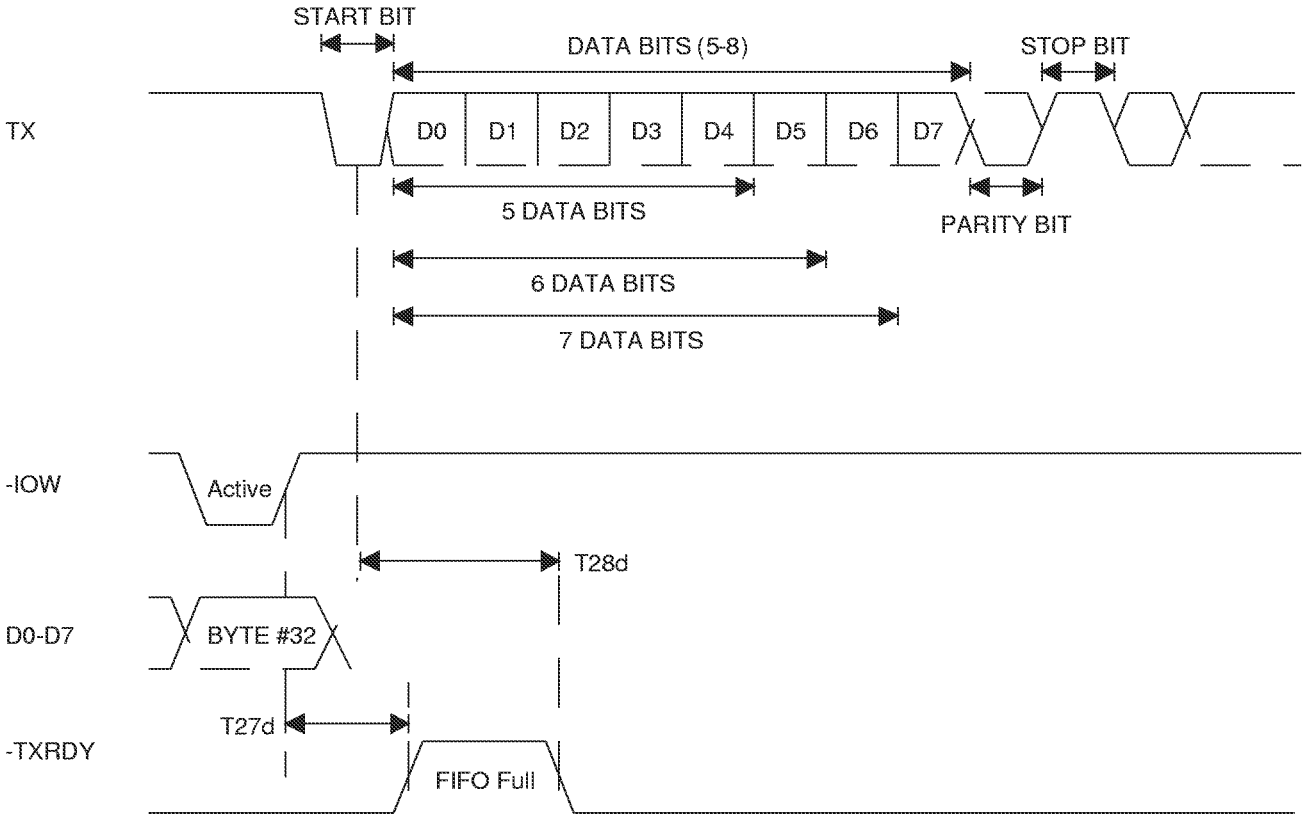 START BIT
DATA BITS (5-8)
STOP BIT
TX
D0 D1 D2 D3 D4 D5 D6 D7
5 DATA BITS
PARITY BIT
6 DATA BITS
7 DATA BITS
-IOW
Active
T28d
D0-D7
BYTE #32
T27d
-TXRDY
FIFO Full